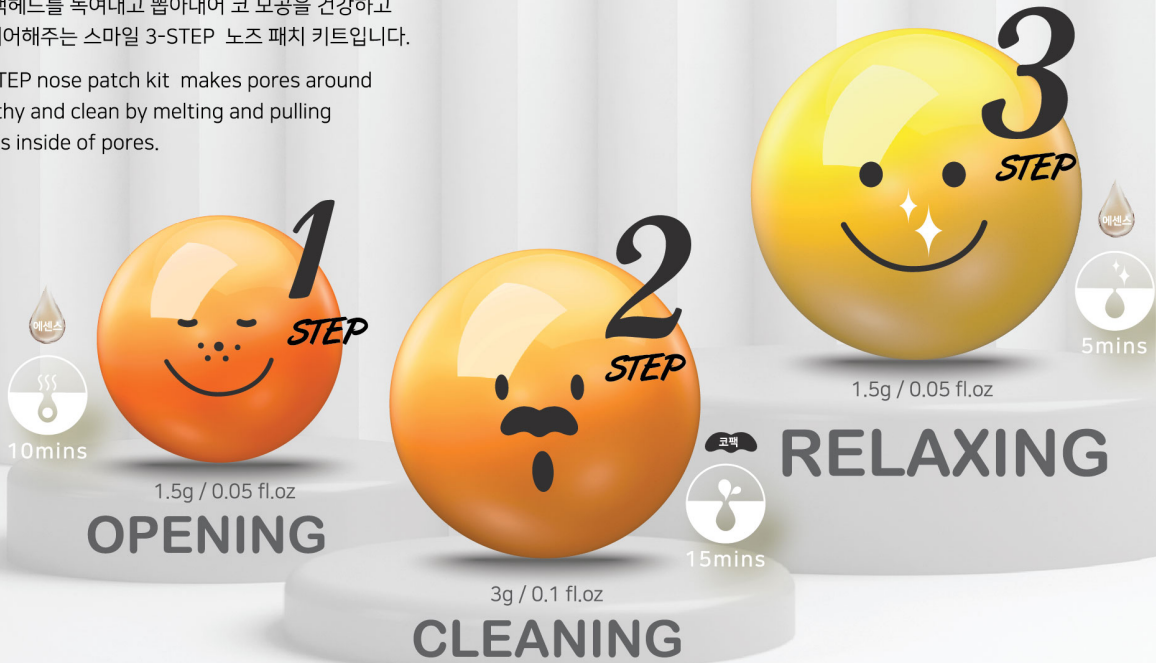 헤드를 녹여내고 뽑아내어 코 모공을 건강하고
어해주는 스마일 3-STEP 노즈 패치 키트입니다.
TEP nose patch kit makes pores around
thy and clean by melting and pulling
s inside of pores.
1
STEP
에센스
10mins
1.5g / 0.05 fl.oz
OPENING
2
STEP
코팩
15mins
3g / 0.1 fl.oz
CLEANING
3
STEP
에센스
5mins
1.5g / 0.05 fl.oz
RELAXING